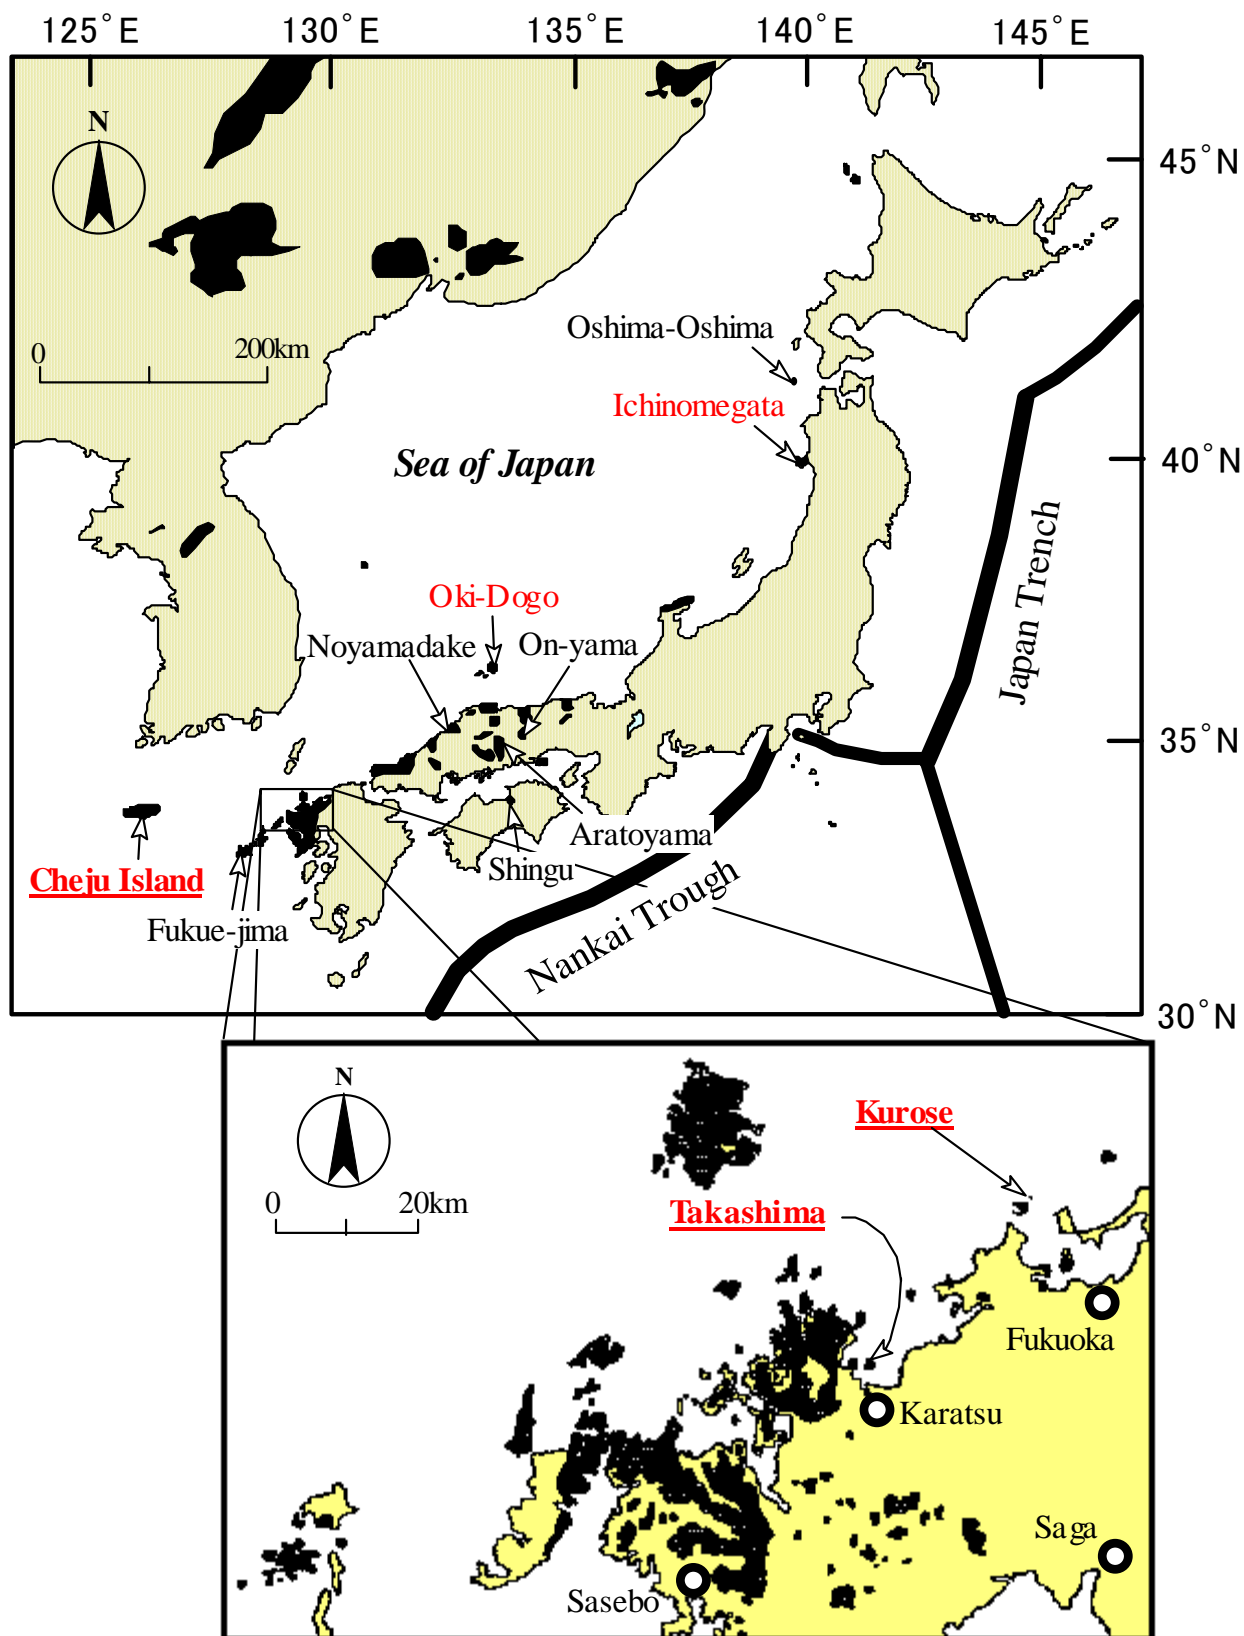 125°E 130°E 135°E 140°E 145°E
N
45°N
Oshima-Oshima
0 200km
Ichinomegata
Sea of Japan
40°N
Japan Trench
Oki-Dogo
Noyamadake On-yama
35°N
Aratoyama
Shingu
Cheju Island
Fukue-jima
Nankai Trough
30°N
N
Kurose
0 20km
Takashima
Fukuoka
Karatsu
Saga
Sasebo